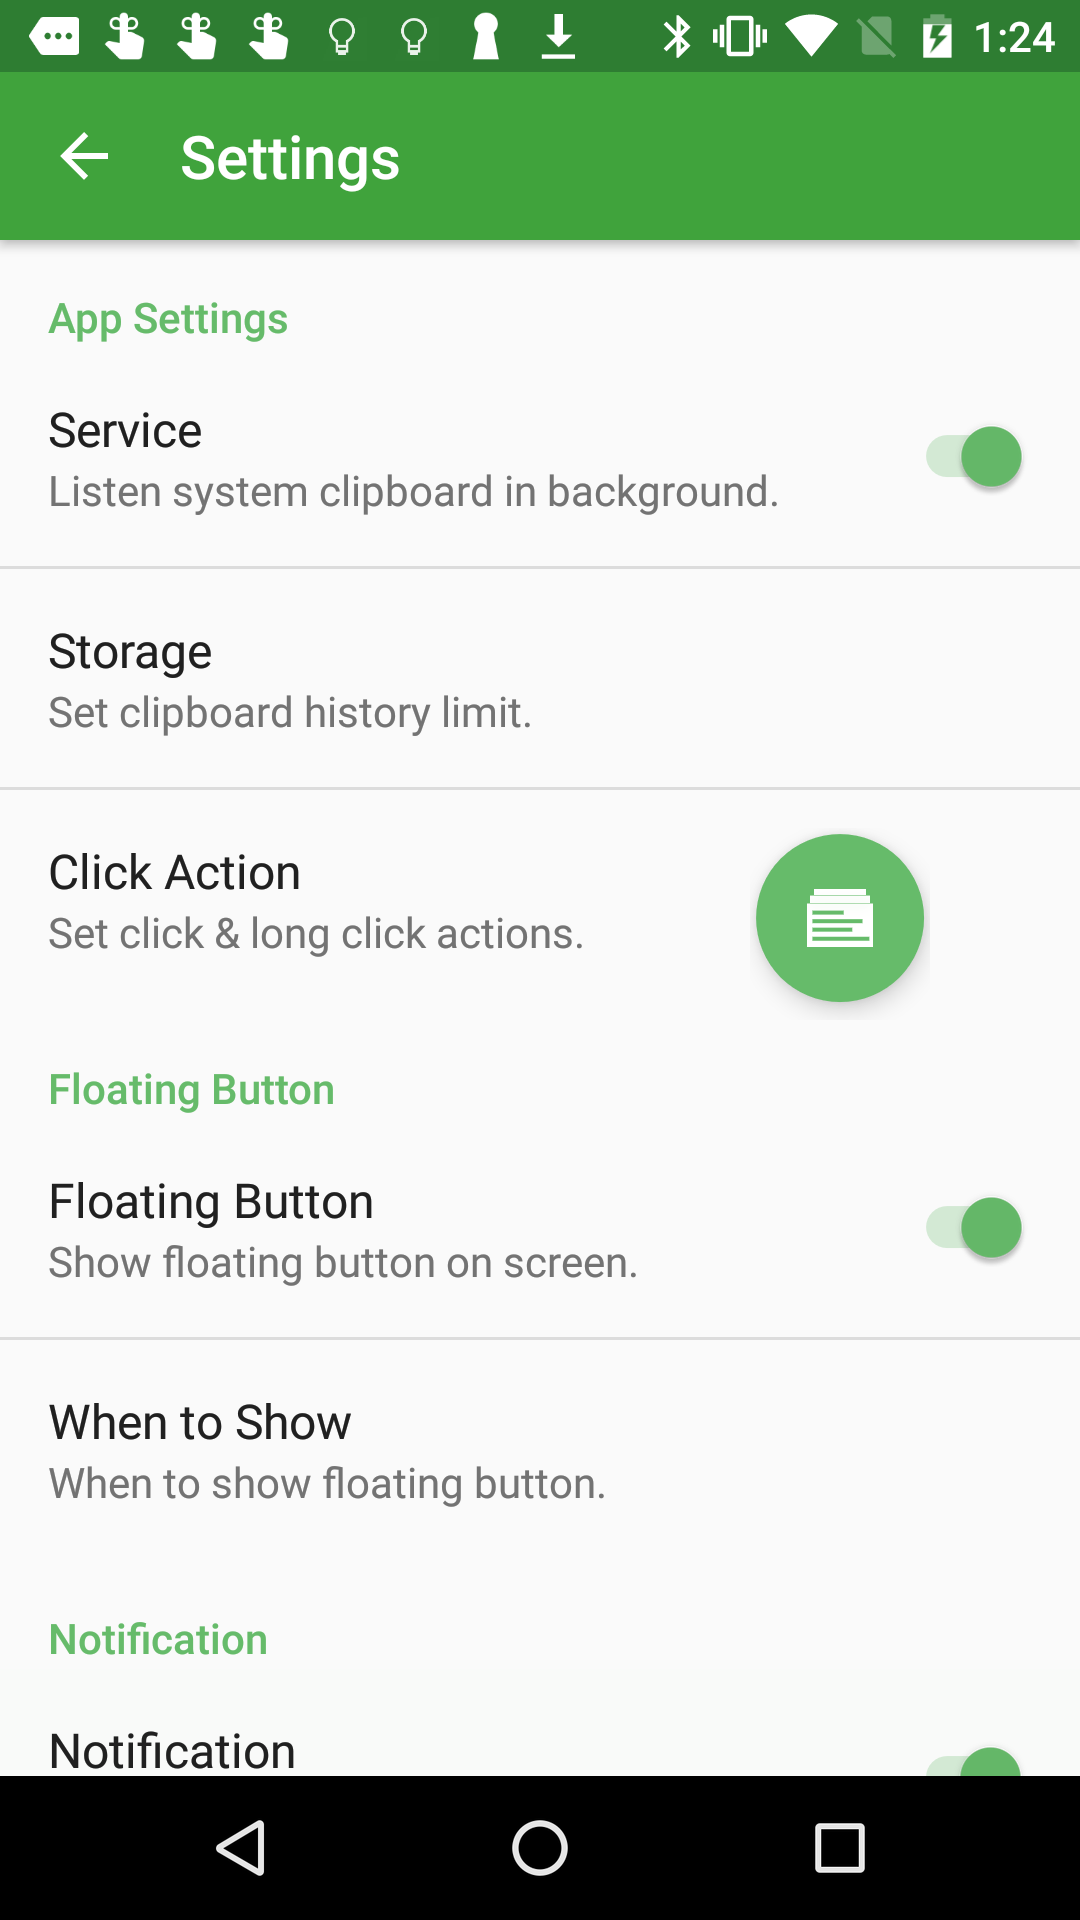 1:24
Settings
App Settings
Service
Listen system clipboard in background.
Storage
Set clipboard history limit.
Click Action
Set click & long click actions.
Floating Button
Floating Button
Show floating button on screen.
When to Show
When to show floating button.
Notification
Notification